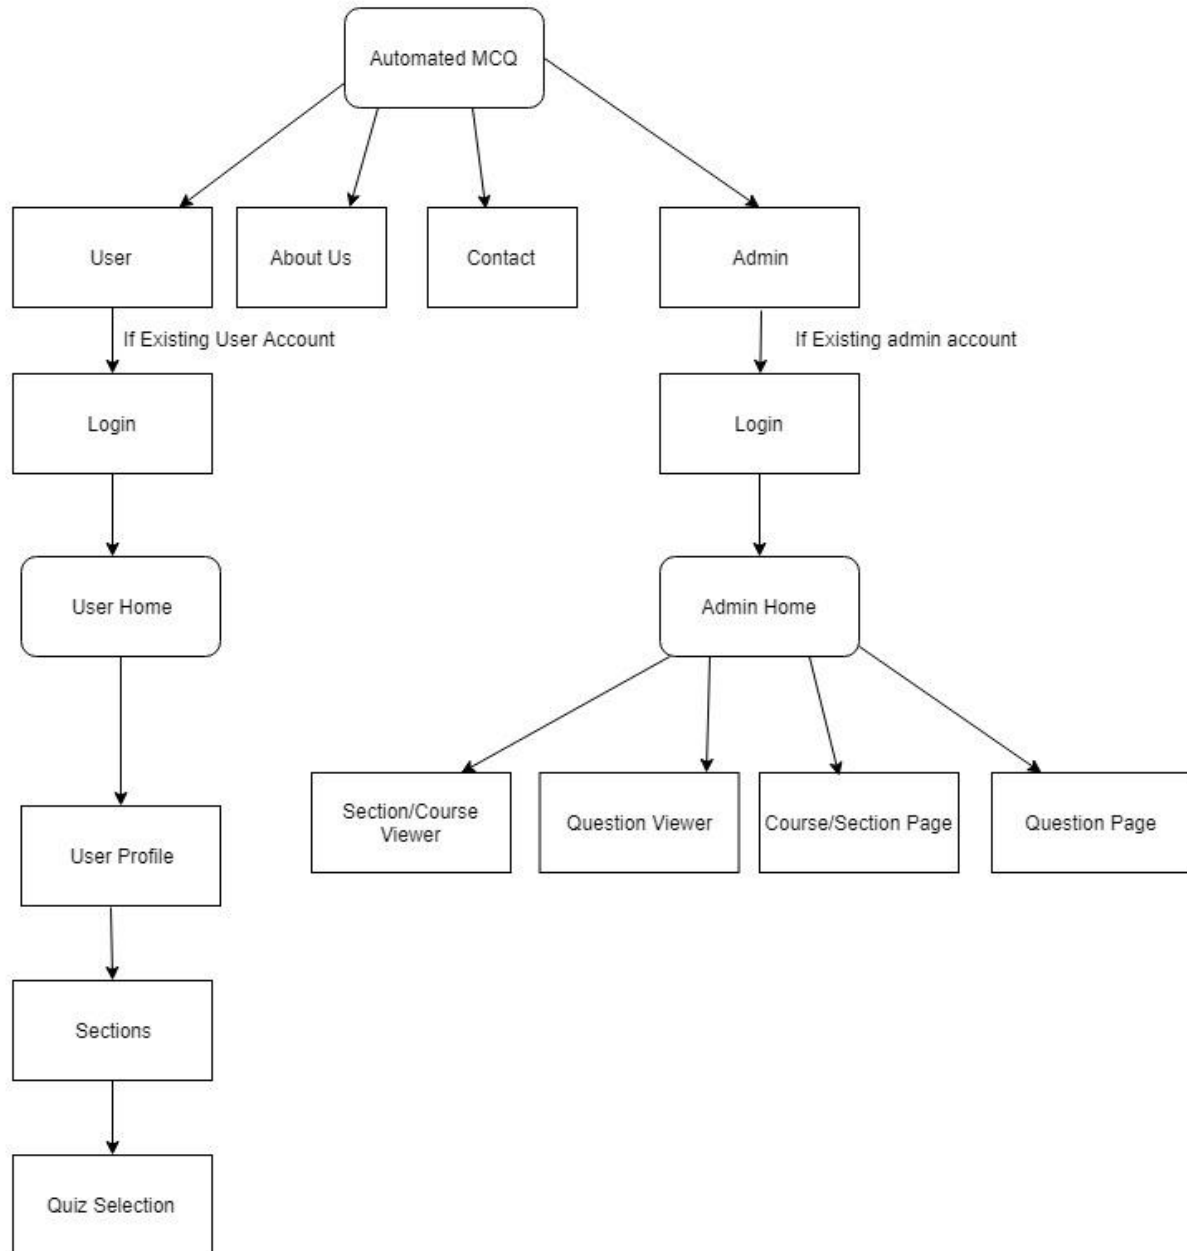 Automated MCQ
User
About Us
Contact
Admin
If Existing User Account
If Existing admin account
Login
Login
User Home
Admin Home
Section/Course
Viewer
Question Viewer
Course/Section Page
Question Page
User Profile
Sections
Quiz Selection